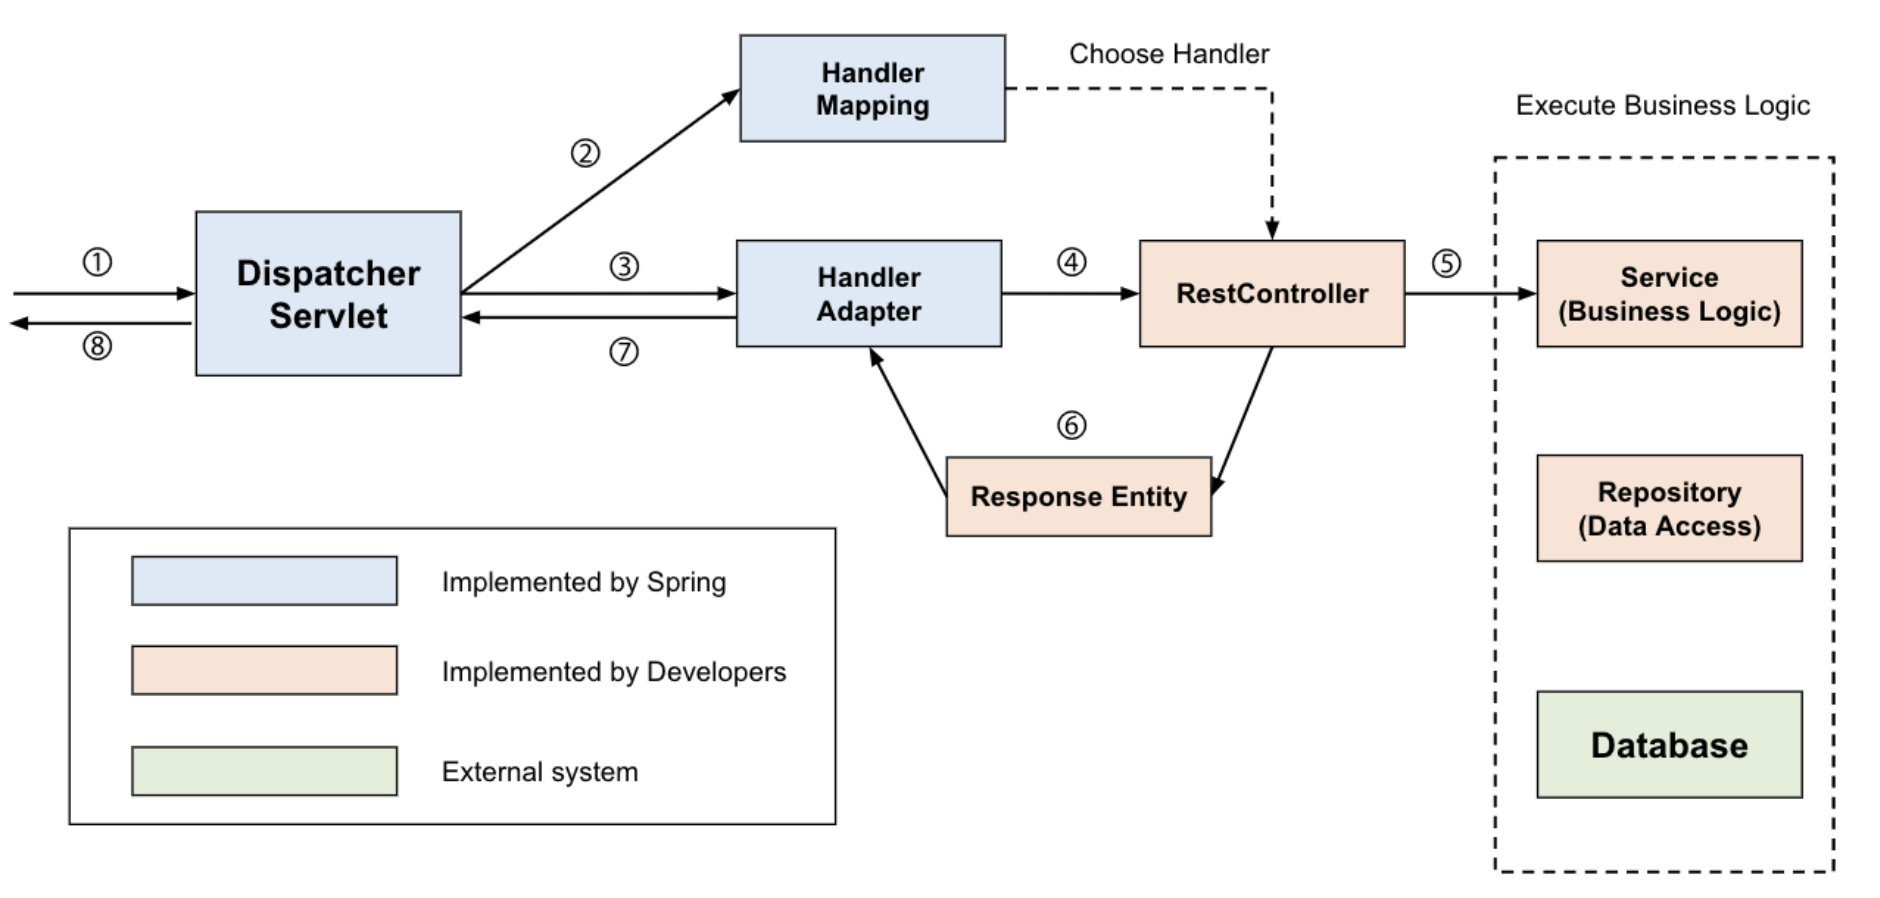 Handler
Mapping
Choose Handler
Execute Business Logic
②
①
Dispatcher
Servlet
③
Handler
Adapter
④
RestController
⑤
Service
(Business Logic)
⑧
⑦
⑥
Response Entity
Repository
(Data Access)
Implemented by Spring
Implemented by Developers
External system
Database